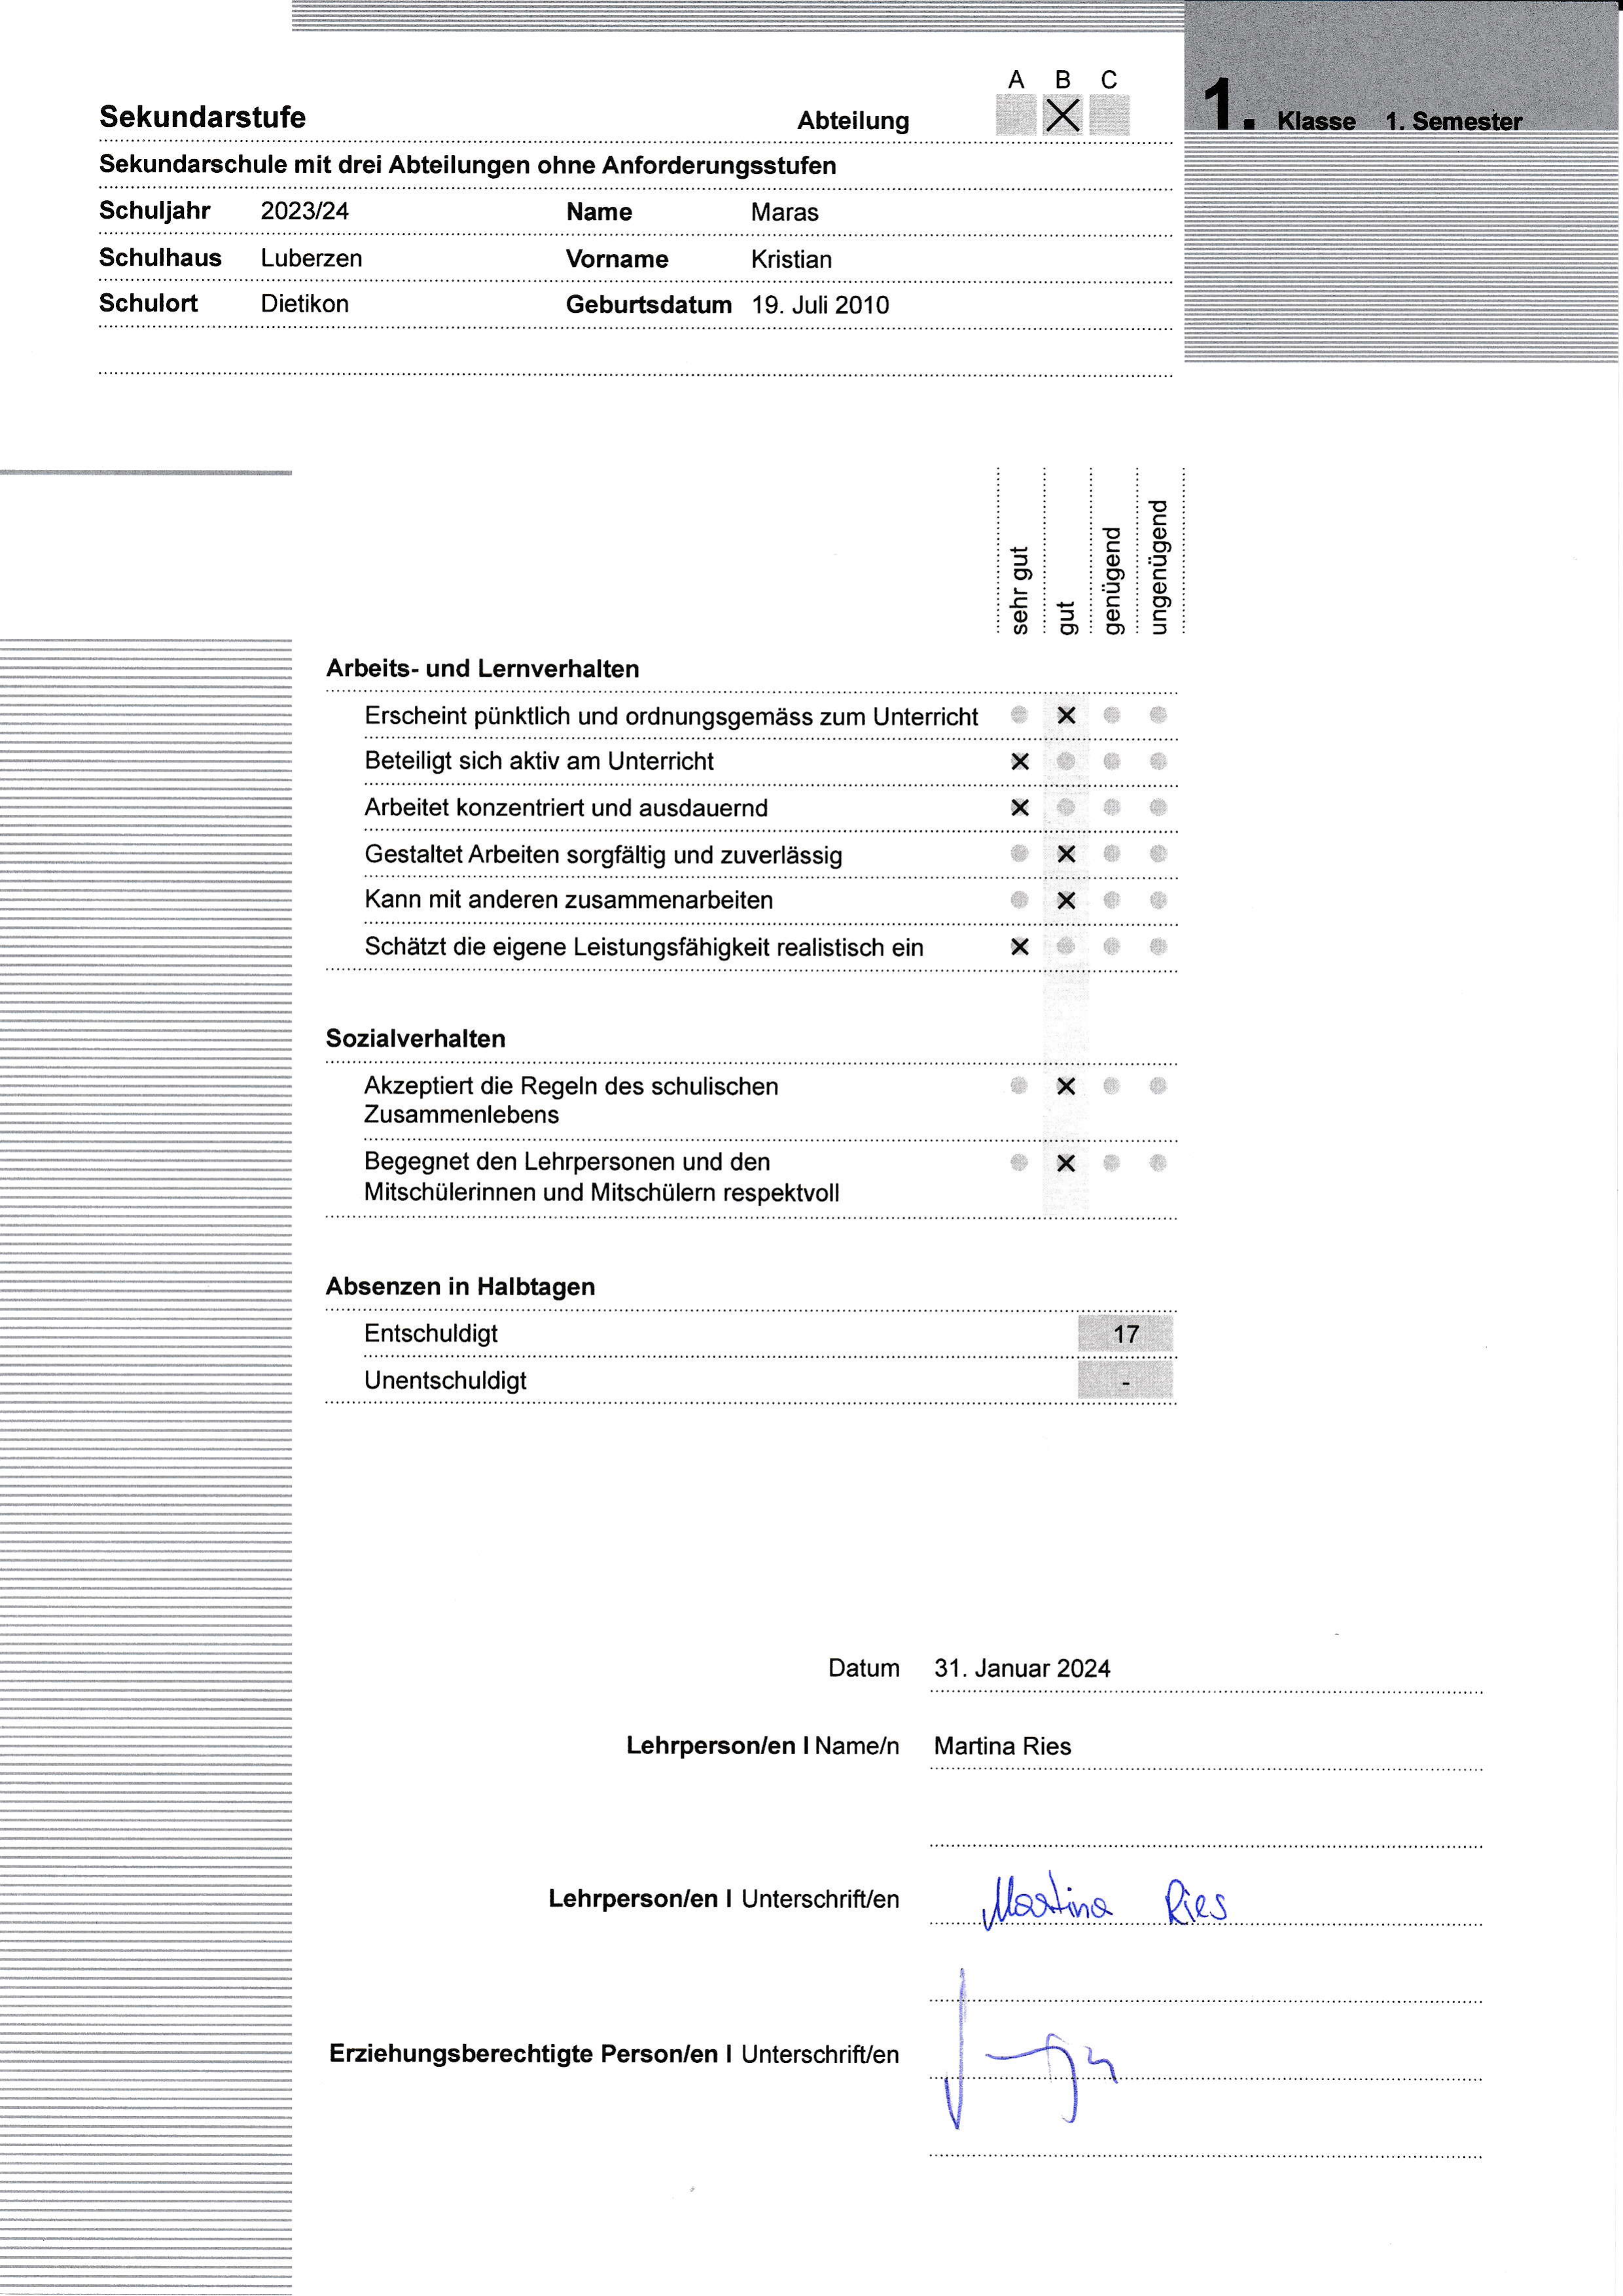 A B C
Sekundarstufe Abteilung X 1. Klasse 1. Semester
Sekundarschule mit drei Abteilungen ohne Anforderungsstufen
Schuljahr 2023/24 Name Maras
Schulhaus Luberzen Vorname Kristian
Schulort Dietikon Geburtsdatum 19. Juli 2010
sehr gut
gut
genügend
ungenügend
Arbeits- und Lernverhalten
Erscheint pünktlich und ordnungsgemäss zum Unterricht X
Beteiligt sich aktiv am Unterricht X
Arbeitet konzentriert und ausdauernd X
Gestaltet Arbeiten sorgfältig und zuverlässig X
Kann mit anderen zusammenarbeiten X
Schätzt die eigene Leistungsfähigkeit realistisch ein X
Sozialverhalten
Akzeptiert die Regeln des schulischen X
Zusammenlebens
Begegnet den Lehrpersonen und den X
Mitschülerinnen und Mitschülern respektvoll
Absenzen in Halbtagen
Entschuldigt 17
Unentschuldigt -
Datum 31. Januar 2024
Lehrperson/en I Name/n Martina Ries
Lehrperson/en I Unterschrift/en Martina Ries
Erziehungsberechtigte Person/en I Unterschrift/en